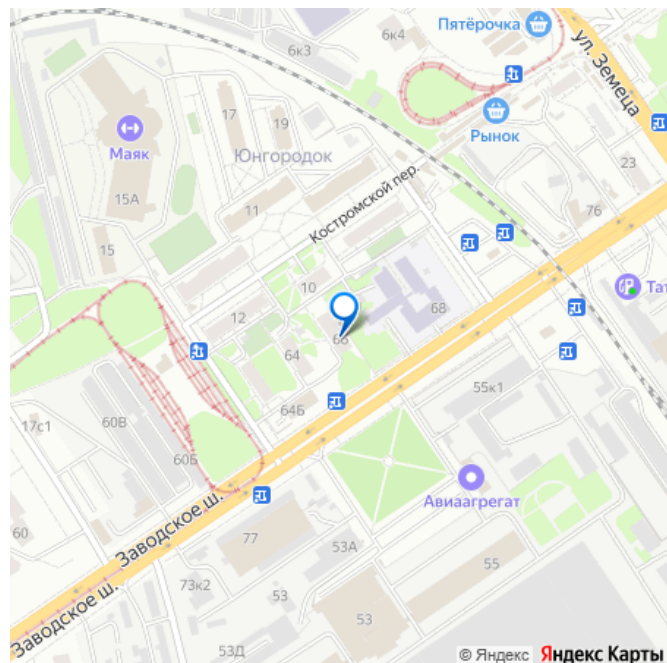 Пятёрочка
6к3
6к4
ул. Земеца
17
19
Рынок
Маяк
Юнгородок
23
15А
Костромской пер.
11
76
15
Тат
10
68
12
66
64
55к1
64Б
17с1
60В
60Б
Авиаагрегат
Заводское ш.
60
77
53А
55
73к2
53
Заводское ш.
53Д
© Яндекс Яндекс Карты